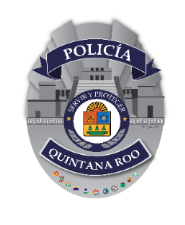 POLICÍA
SERVIR Y PROTEGER
QUINTANA ROO